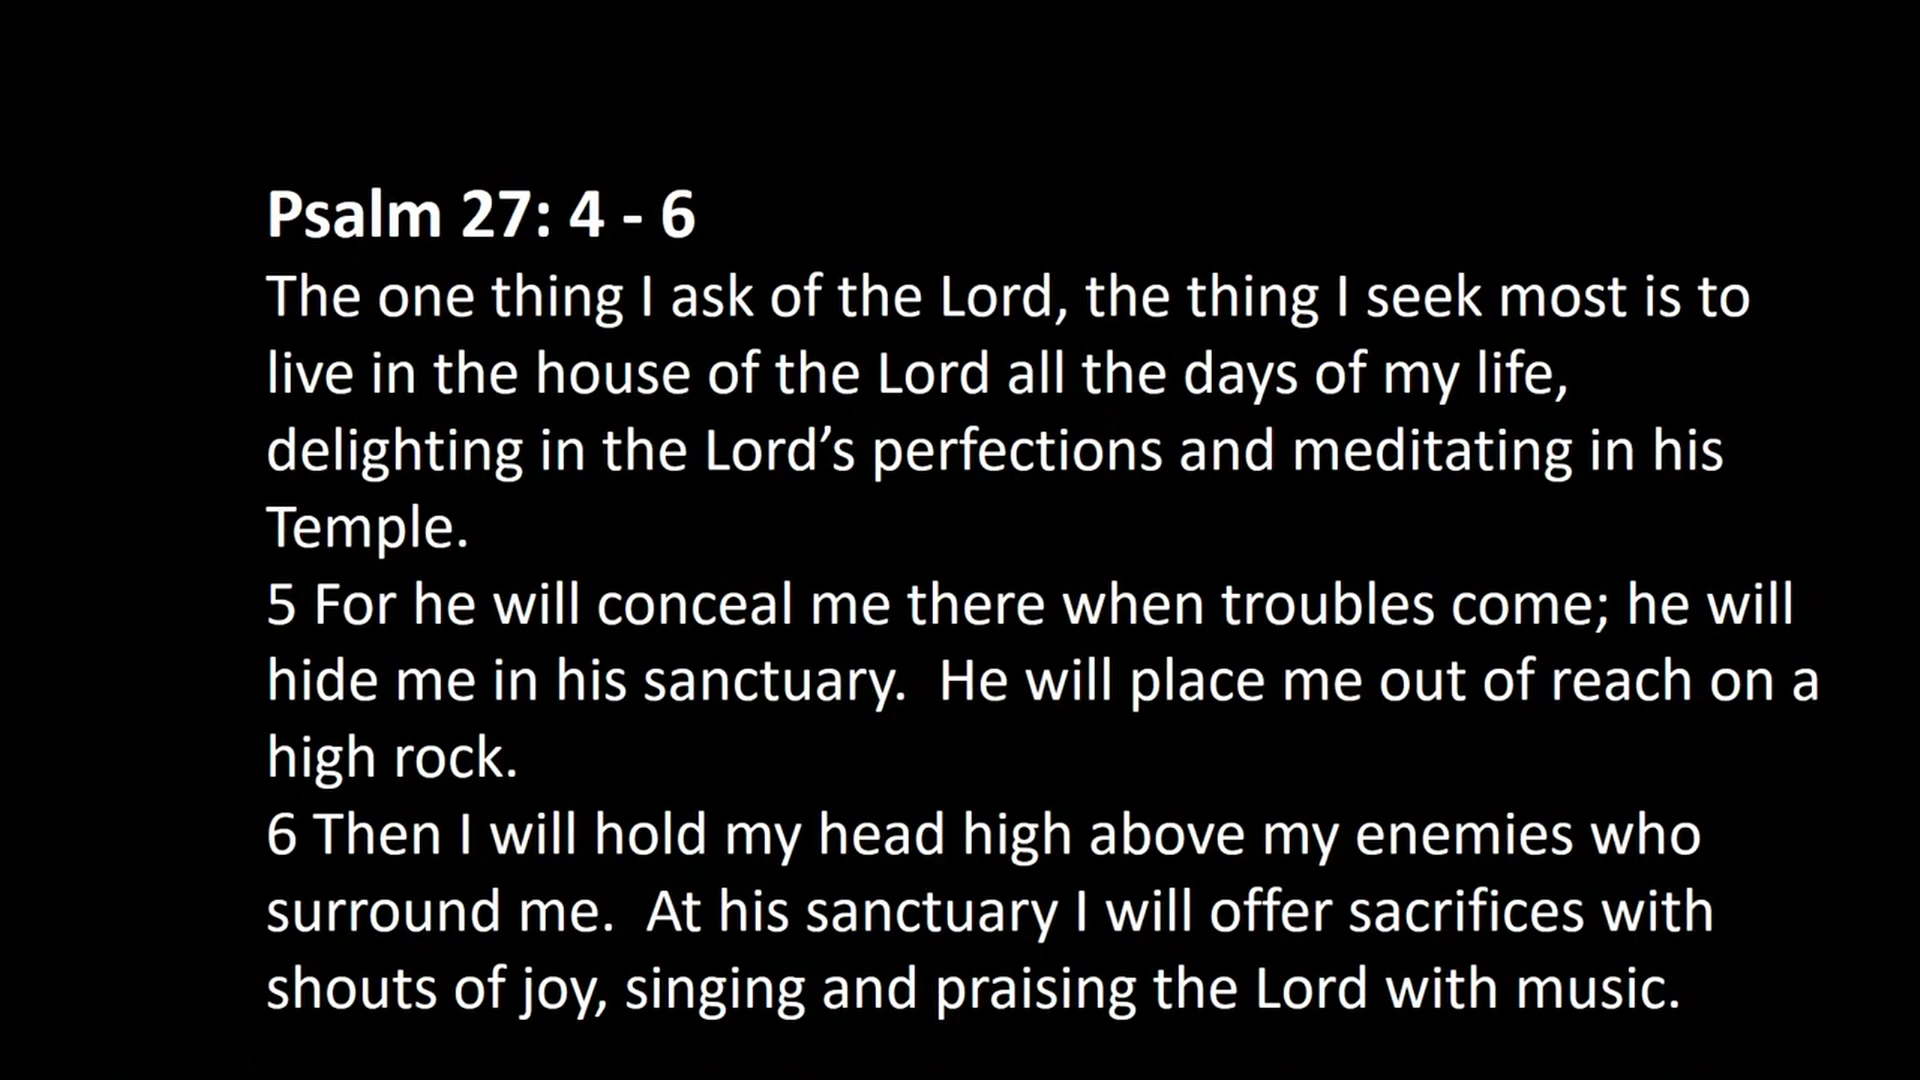 Psalm 27: 4 - 6
The one thing I ask of the Lord, the thing I seek most is to
live in the house of the Lord all the days of my life,
delighting in the Lord’s perfections and meditating in his
Temple.
5 For he will conceal me there when troubles come; he will
hide me in his sanctuary.  He will place me out of reach on a
high rock.
6 Then I will hold my head high above my enemies who
surround me.  At his sanctuary I will offer sacrifices with
shouts of joy, singing and praising the Lord with music.